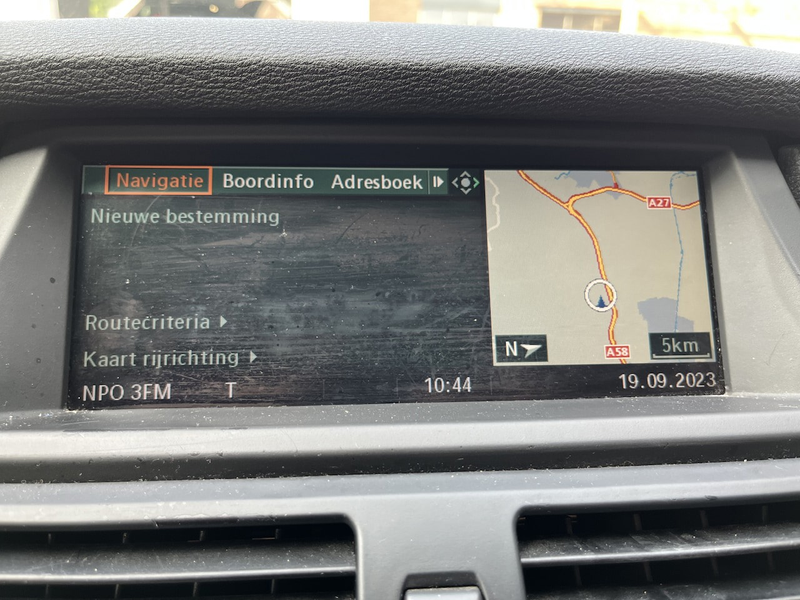 Navigatie Boordinfo Adresboek
Nieuwe bestemming
Routecriteria
Kaart rijrichting
A27
A58
N
5km
NPO 3FM T 10:44 19.09.2023